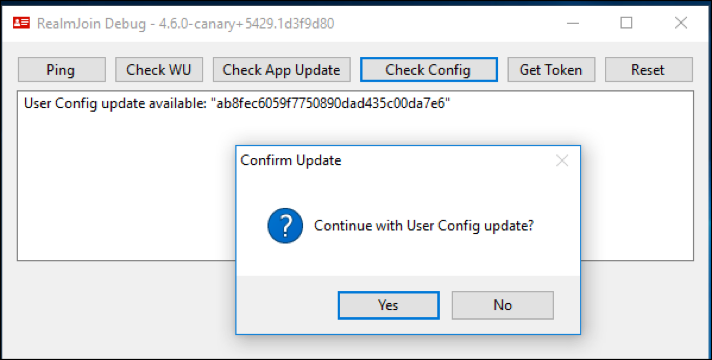 RealmJoin Debug - 4.6.0-canary+5429.1d3f9d80
Ping Check WU Check App Update Check Config Get Token Reset
User Config update available: "ab8fec6059f7750890dad435c00da7e6"
Confirm Update
Continue with User Config update?
Yes No